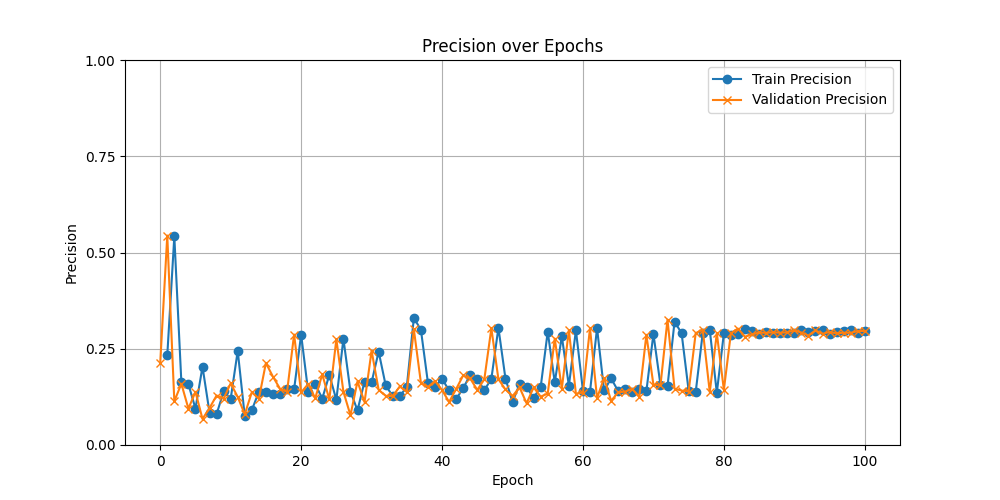 Precision over Epochs
1.00
0.75
0.50
0.25
0.00
Precision
Train Precision
Validation Precision
0 20 40 60 80 100
Epoch